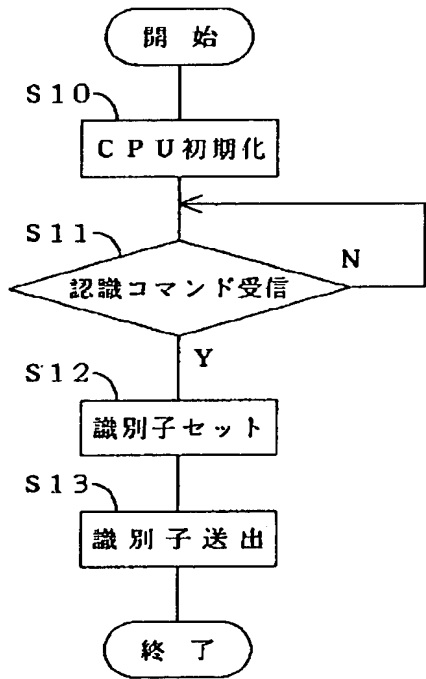 開始
S10
CPU初期化
S11
認識コマンド受信
N
Y
S12
識別子セット
S13
識別子送出
終了